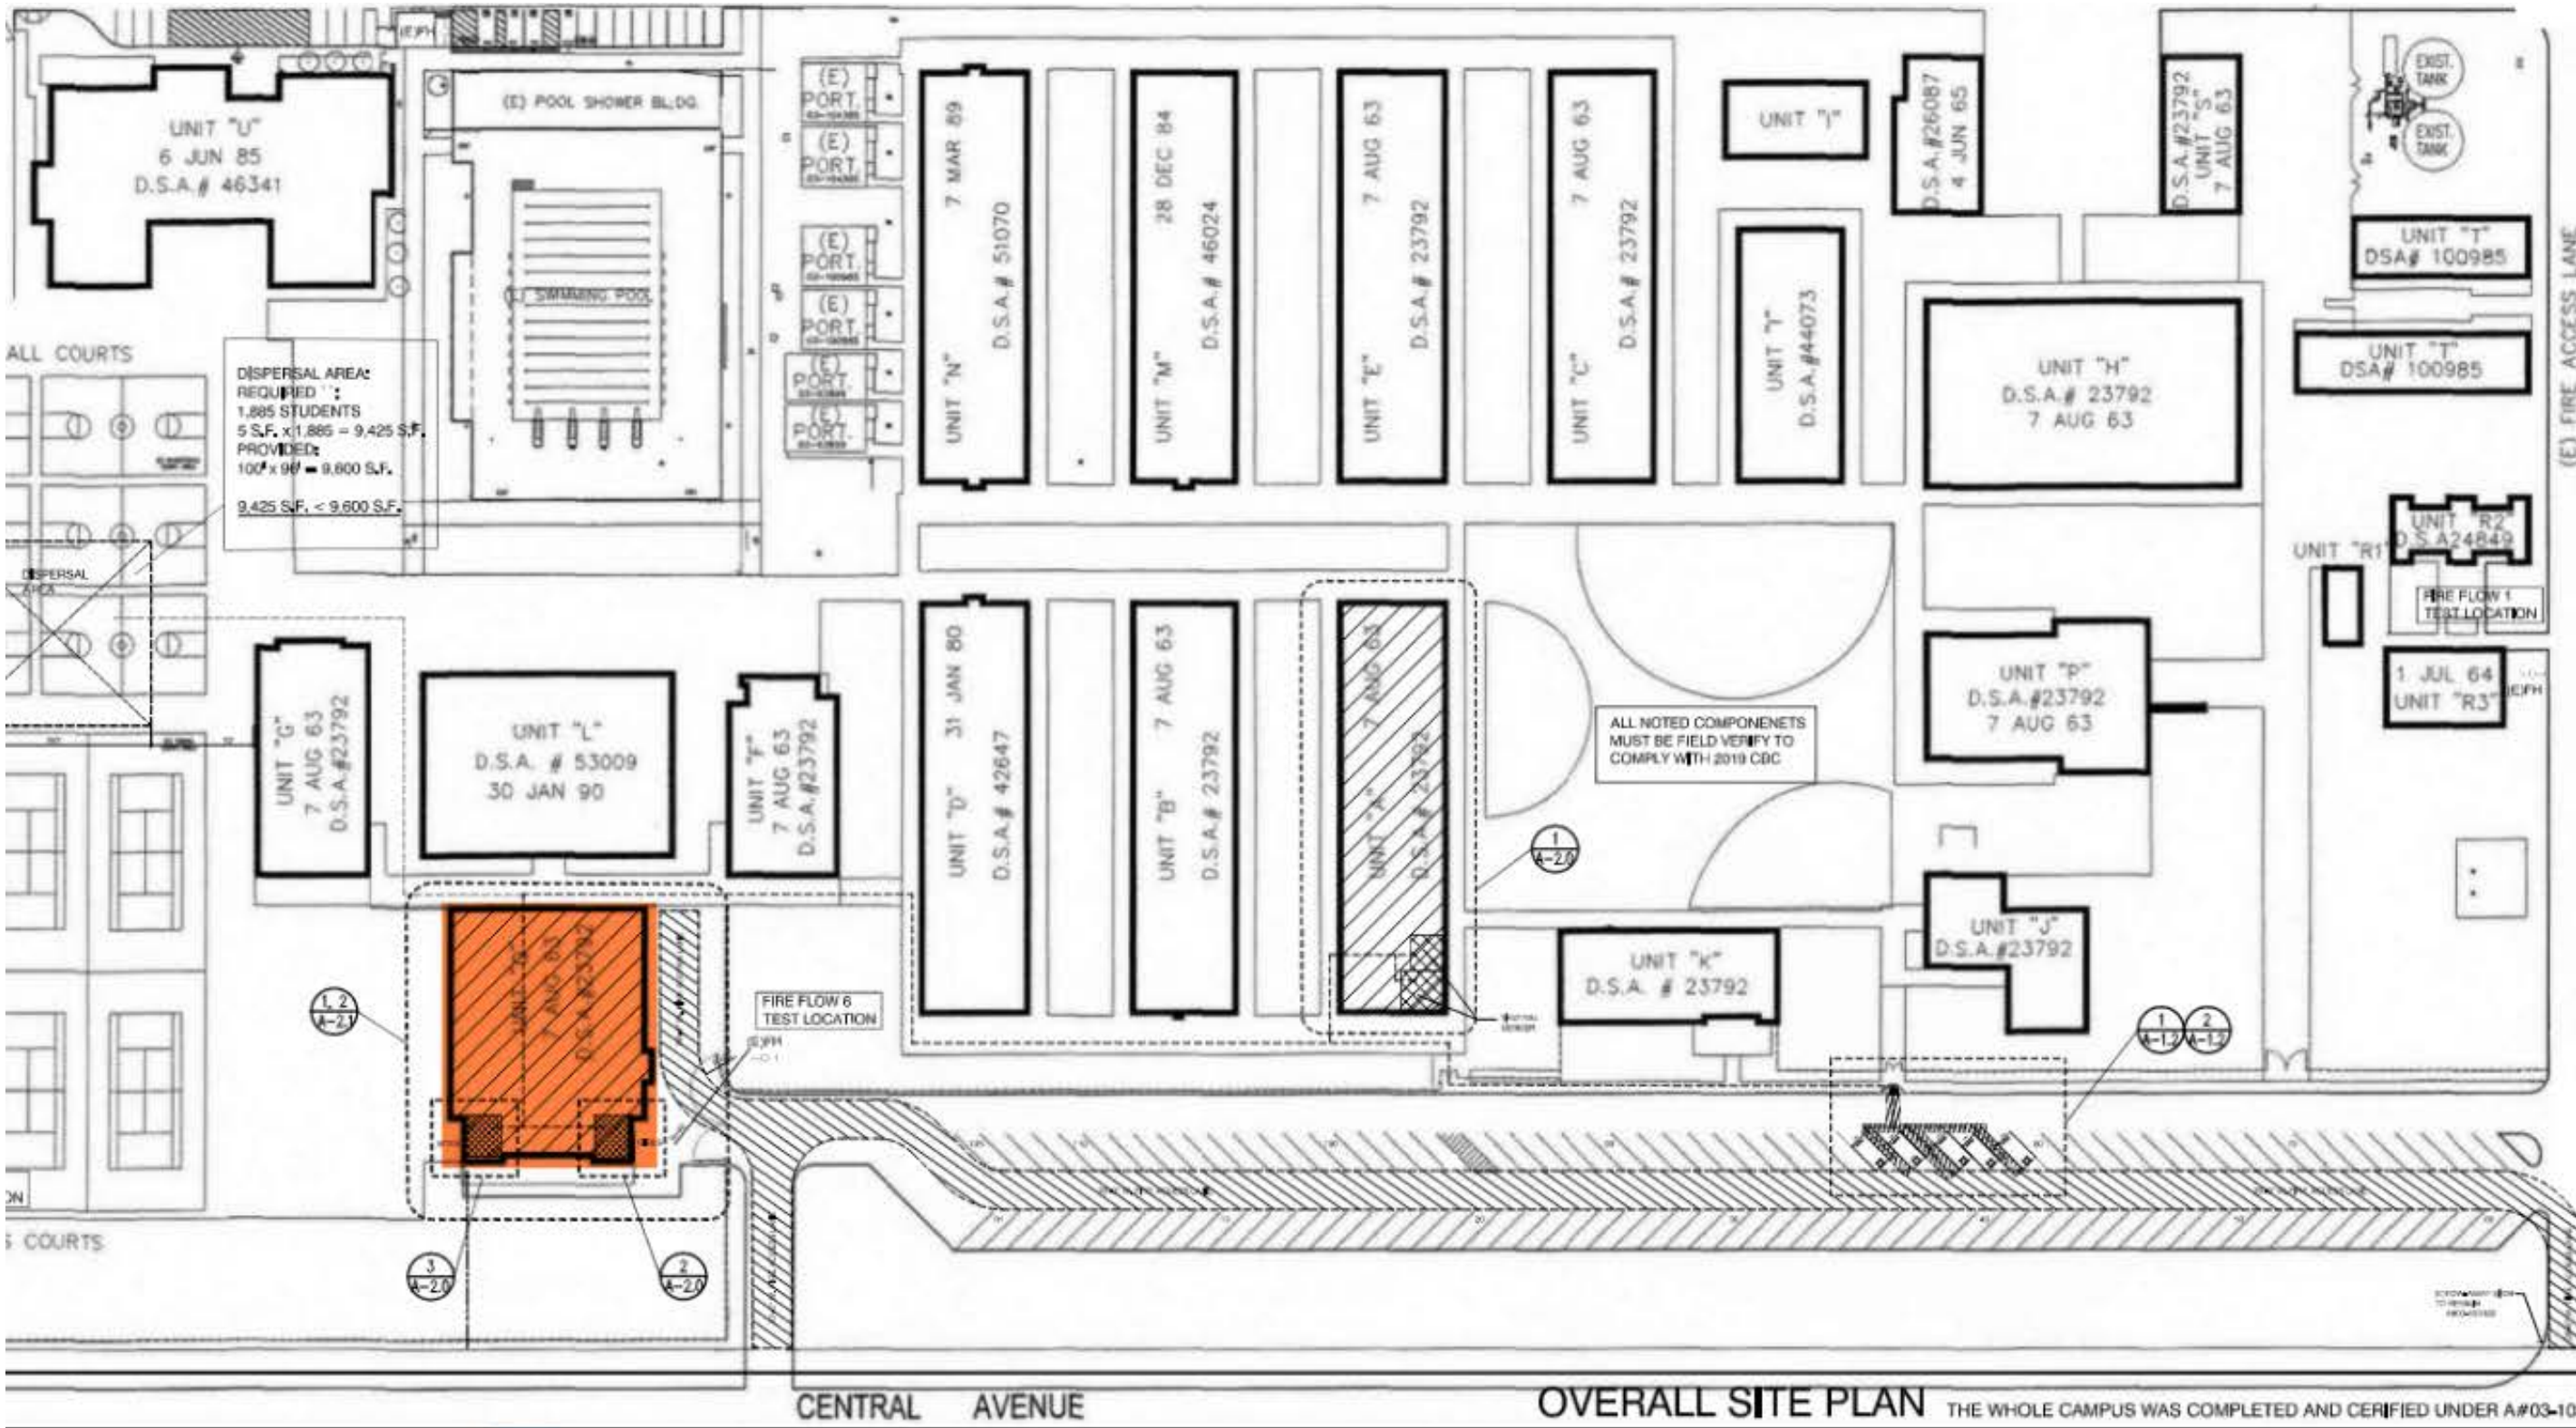 (E)FH
UNIT "U"
6 JUN 85
D.S.A.# 46341
(E) POOL SHOWER BLDG.
SWIMMING POOL
(E)
PORT.
(E)
PORT.
(E)
PORT.
(E)
PORT.
(E)
PORT.
(E)
PORT.
UNIT "N" 7 MAR 89
D.S.A.# 51070
UNIT "M" 28 DEC 84
D.S.A.# 46024
UNIT "E" 7 AUG 63
D.S.A.# 23792
UNIT "C" 7 AUG 63
D.S.A.# 23792
UNIT "I"
UNIT "I"
D.S.A.#44073
D.S.A.#26087
4 JUN 65
D.S.A.#23792
UNIT "S"
7 AUG 63
EXIST.
TANK
EXIST.
TANK
UNIT "T"
DSA# 100985
UNIT "T"
DSA# 100985
(E) FIRE ACCESS LANE
UNIT "H"
D.S.A.# 23792
7 AUG 63
ALL COURTS
DISPERSAL AREA:
REQUIRED
1,885 STUDENTS
5 S.F. x 1,885 = 9,425 S.F.
PROVIDED:
100' x 96' = 9,600 S.F.
9,425 S.F. < 9,600 S.F.
DISPERSAL
AREA
UNIT "R1"
UNIT "R2"
D.S.A24849
FIRE FLOW 1
TEST LOCATION
1 JUL 64
UNIT "R3"
(E)FH
UNIT "G"
7 AUG 63
D.S.A.#23792
UNIT "L"
D.S.A. # 53009
30 JAN 90
UNIT "F"
7 AUG 63
D.S.A.#23792
UNIT "D" 31 JAN 80
D.S.A.# 42647
UNIT "B" 7 AUG 63
D.S.A.# 23792
UNIT "A" 7 AUG 63
D.S.A.# 23792
ALL NOTED COMPONENETS
MUST BE FIELD VERIFY TO
COMPLY WITH 2019 CBC
UNIT "P"
D.S.A.#23792
7 AUG 63
1
A-2.0
UNIT "K"
D.S.A. # 23792
UNIT "J"
D.S.A.#23792
7 AUG 63
D.S.A.#23792
1, 2
A-2.1
FIRE FLOW 6
TEST LOCATION
(E)FH
1
A-1.2
2
A-1.2
ON
S COURTS
3
A-2.0
2
A-2.0
CENTRAL AVENUE
OVERALL SITE PLAN
THE WHOLE CAMPUS WAS COMPLETED AND CERIFIED UNDER A#03-10